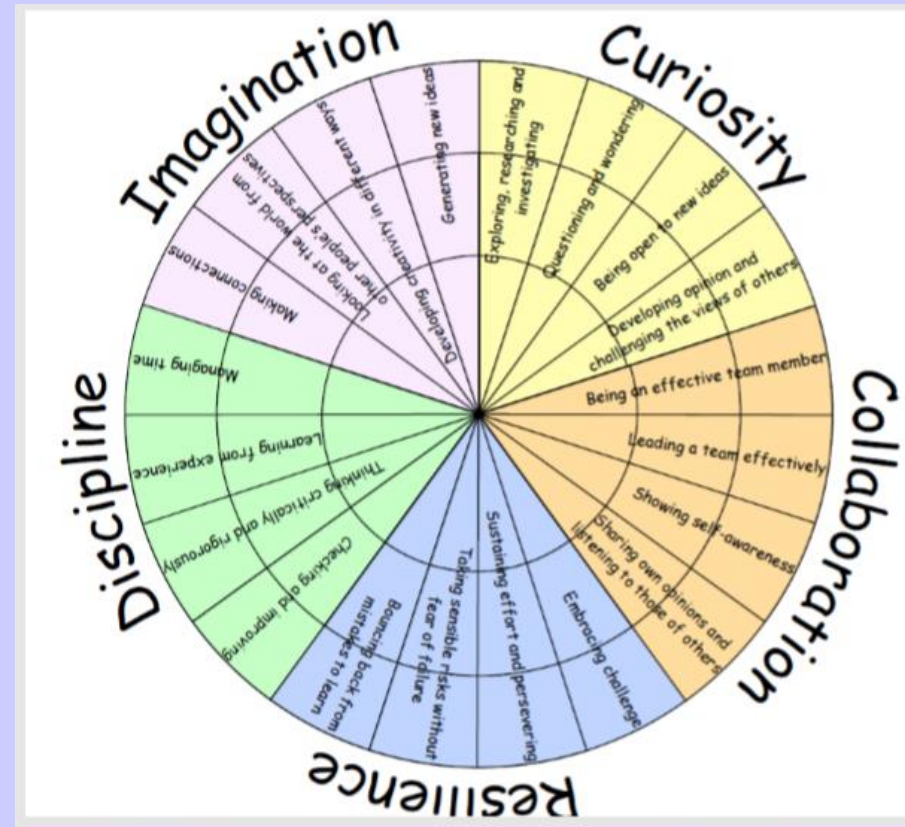 Imagination
Generating new ideas
Developing creativity in different ways
Looking at the world from
other people's perspectives
Making connections
Curiosity
Exploring, researching and
investigating
Questioning and wondering
Being open to new ideas
Developing opinion and
challenging the views of others
Collaboration
Being an effective team member
Leading a team effectively
Showing self-awareness
Sharing own opinions and
listening to those of others
Resilience
Embracing challenge
Sustaining effort and persevering
Taking sensible risks without
fear of failure
Bouncing back from
mistakes to learn
Discipline
Checking and improving
Thinking critically and rigorously
Learning from experience
Managing time